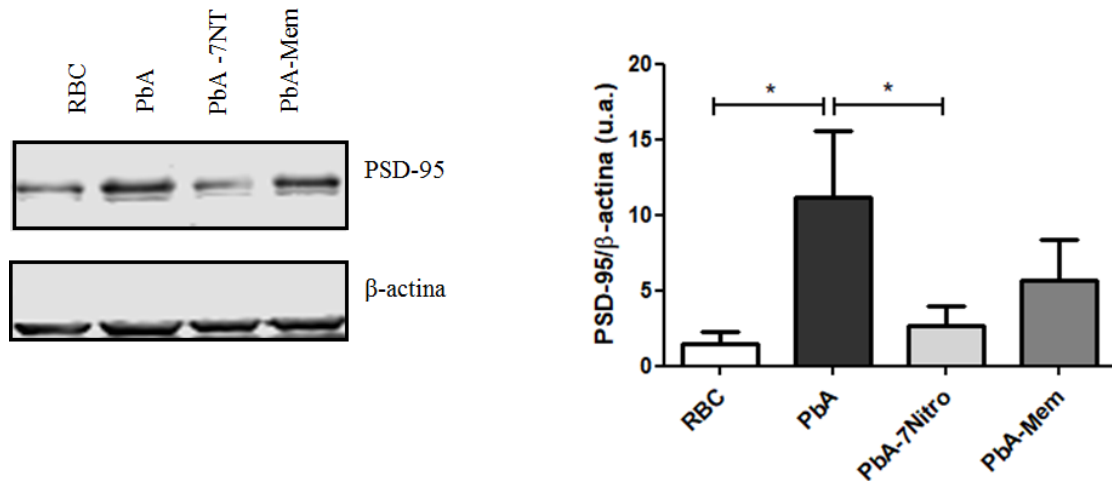 RBC
PbA
PbA -7NT
PbA-Mem
PSD-95
β-actina
PSD-95/β-actina (u.a.)
20
15
10
5
0
*
*
RBC
PbA
PbA-7Nitro
PbA-Mem